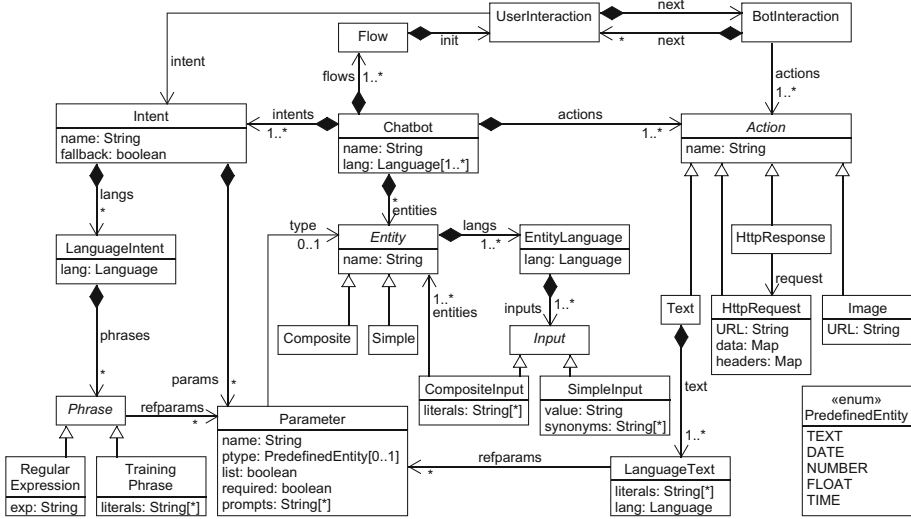 UserInteraction
next
BotInteraction
Flow
init
next
*
intent
flows
1..*
actions
1..*
Intent
name: String
fallback: boolean
intents
1..*
Chatbot
name: String
lang: Language[1..*]
actions
1..*
Action
name: String
langs
*
*
entities
type
0..1
Entity
name: String
langs
1..*
EntityLanguage
lang: Language
HttpResponse
LanguageIntent
lang: Language
request
1..*
entities
inputs
1..*
Text
HttpRequest
URL: String
data: Map
headers: Map
Image
URL: String
Composite
Simple
Input
phrases
*
params
*
CompositeInput
literals: String[*]
SimpleInput
value: String
synonyms: String[*]
text
1..*
Phrase
refparams
*
Parameter
name: String
ptype: PredefinedEntity[0..1]
list: boolean
required: boolean
prompts: String[*]
«enum»
PredefinedEntity
TEXT
DATE
NUMBER
FLOAT
TIME
Regular
Expression
exp: String
Training
Phrase
literals: String[*]
refparams
*
LanguageText
literals: String[*]
lang: Language